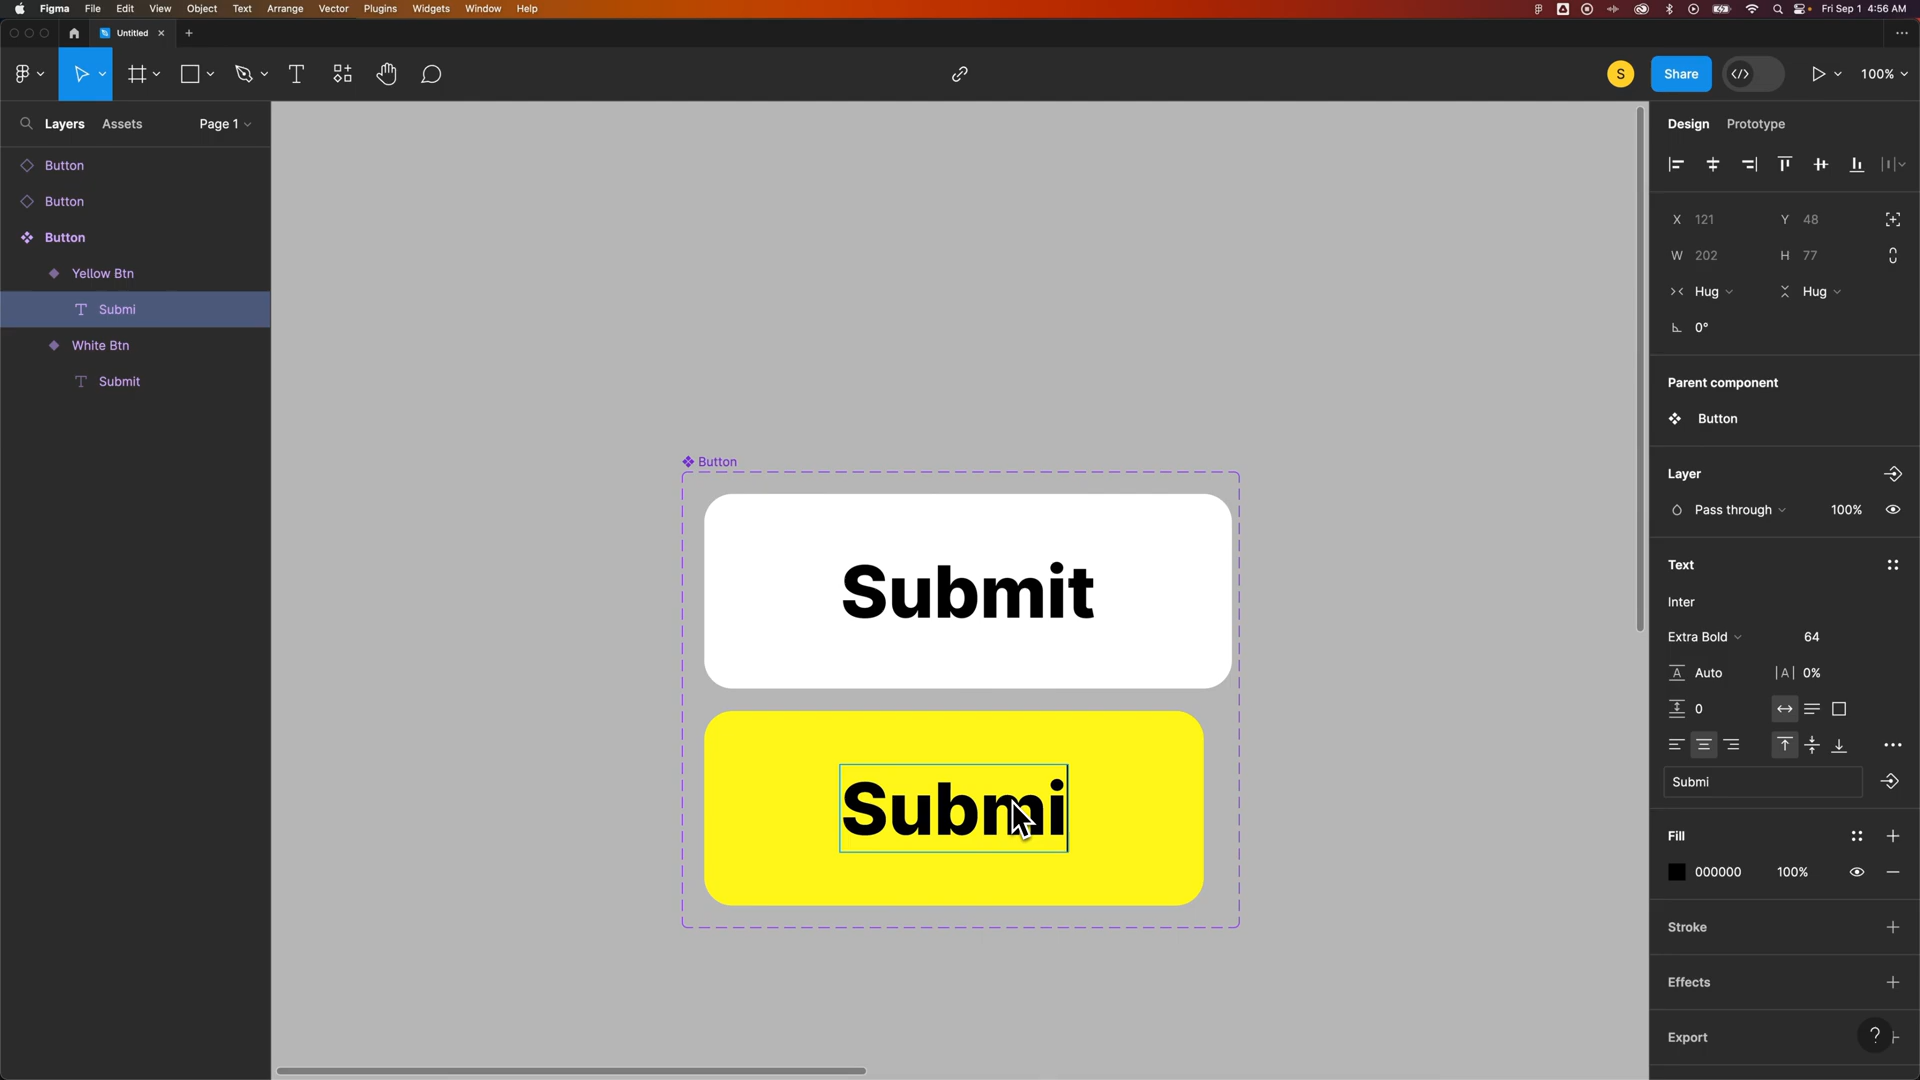 Figma File Edit View Object Text Arrange Vector Plugins Widgets Window Help Fri Sep 1 4:56 AM
Untitled
S Share 100%
Layers Assets Page 1
Design Prototype
Button
Button
Button
Yellow Btn
Submi
White Btn
Submit
Button
Submit
Submi
X 121 Y 48
W 202 H 77
Hug Hug
0°
Parent component
Button
Layer
Pass through 100%
Text
Inter
Extra Bold 64
Auto |A| 0%
0
Submi
Fill
000000 100%
Stroke
Effects
Export
?